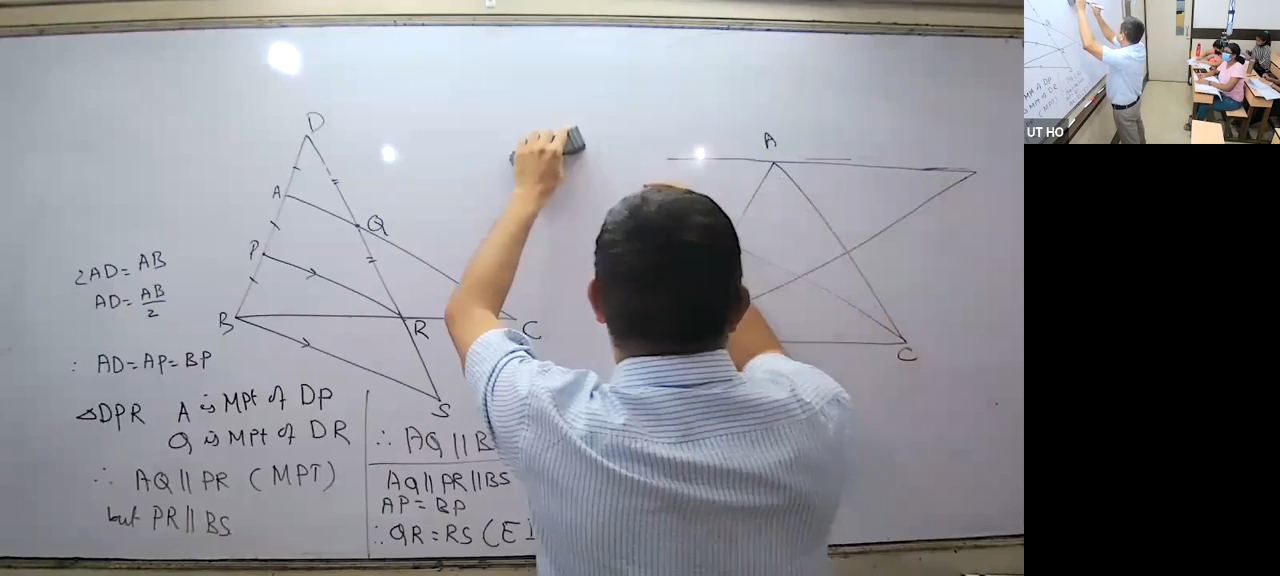 D
A
Q
P
B
R
C
S
2AD = AB
AD = AB/2
∴ AD = AP = BP
△DPR A is Mpt of DP
Q is Mpt of DR
∴ AQ || PR (MPT)
but PR || BS
∴ AQ || B
AQ || PR || BS
AP = BP
∴ QR = RS (E I
A
C
UT HO